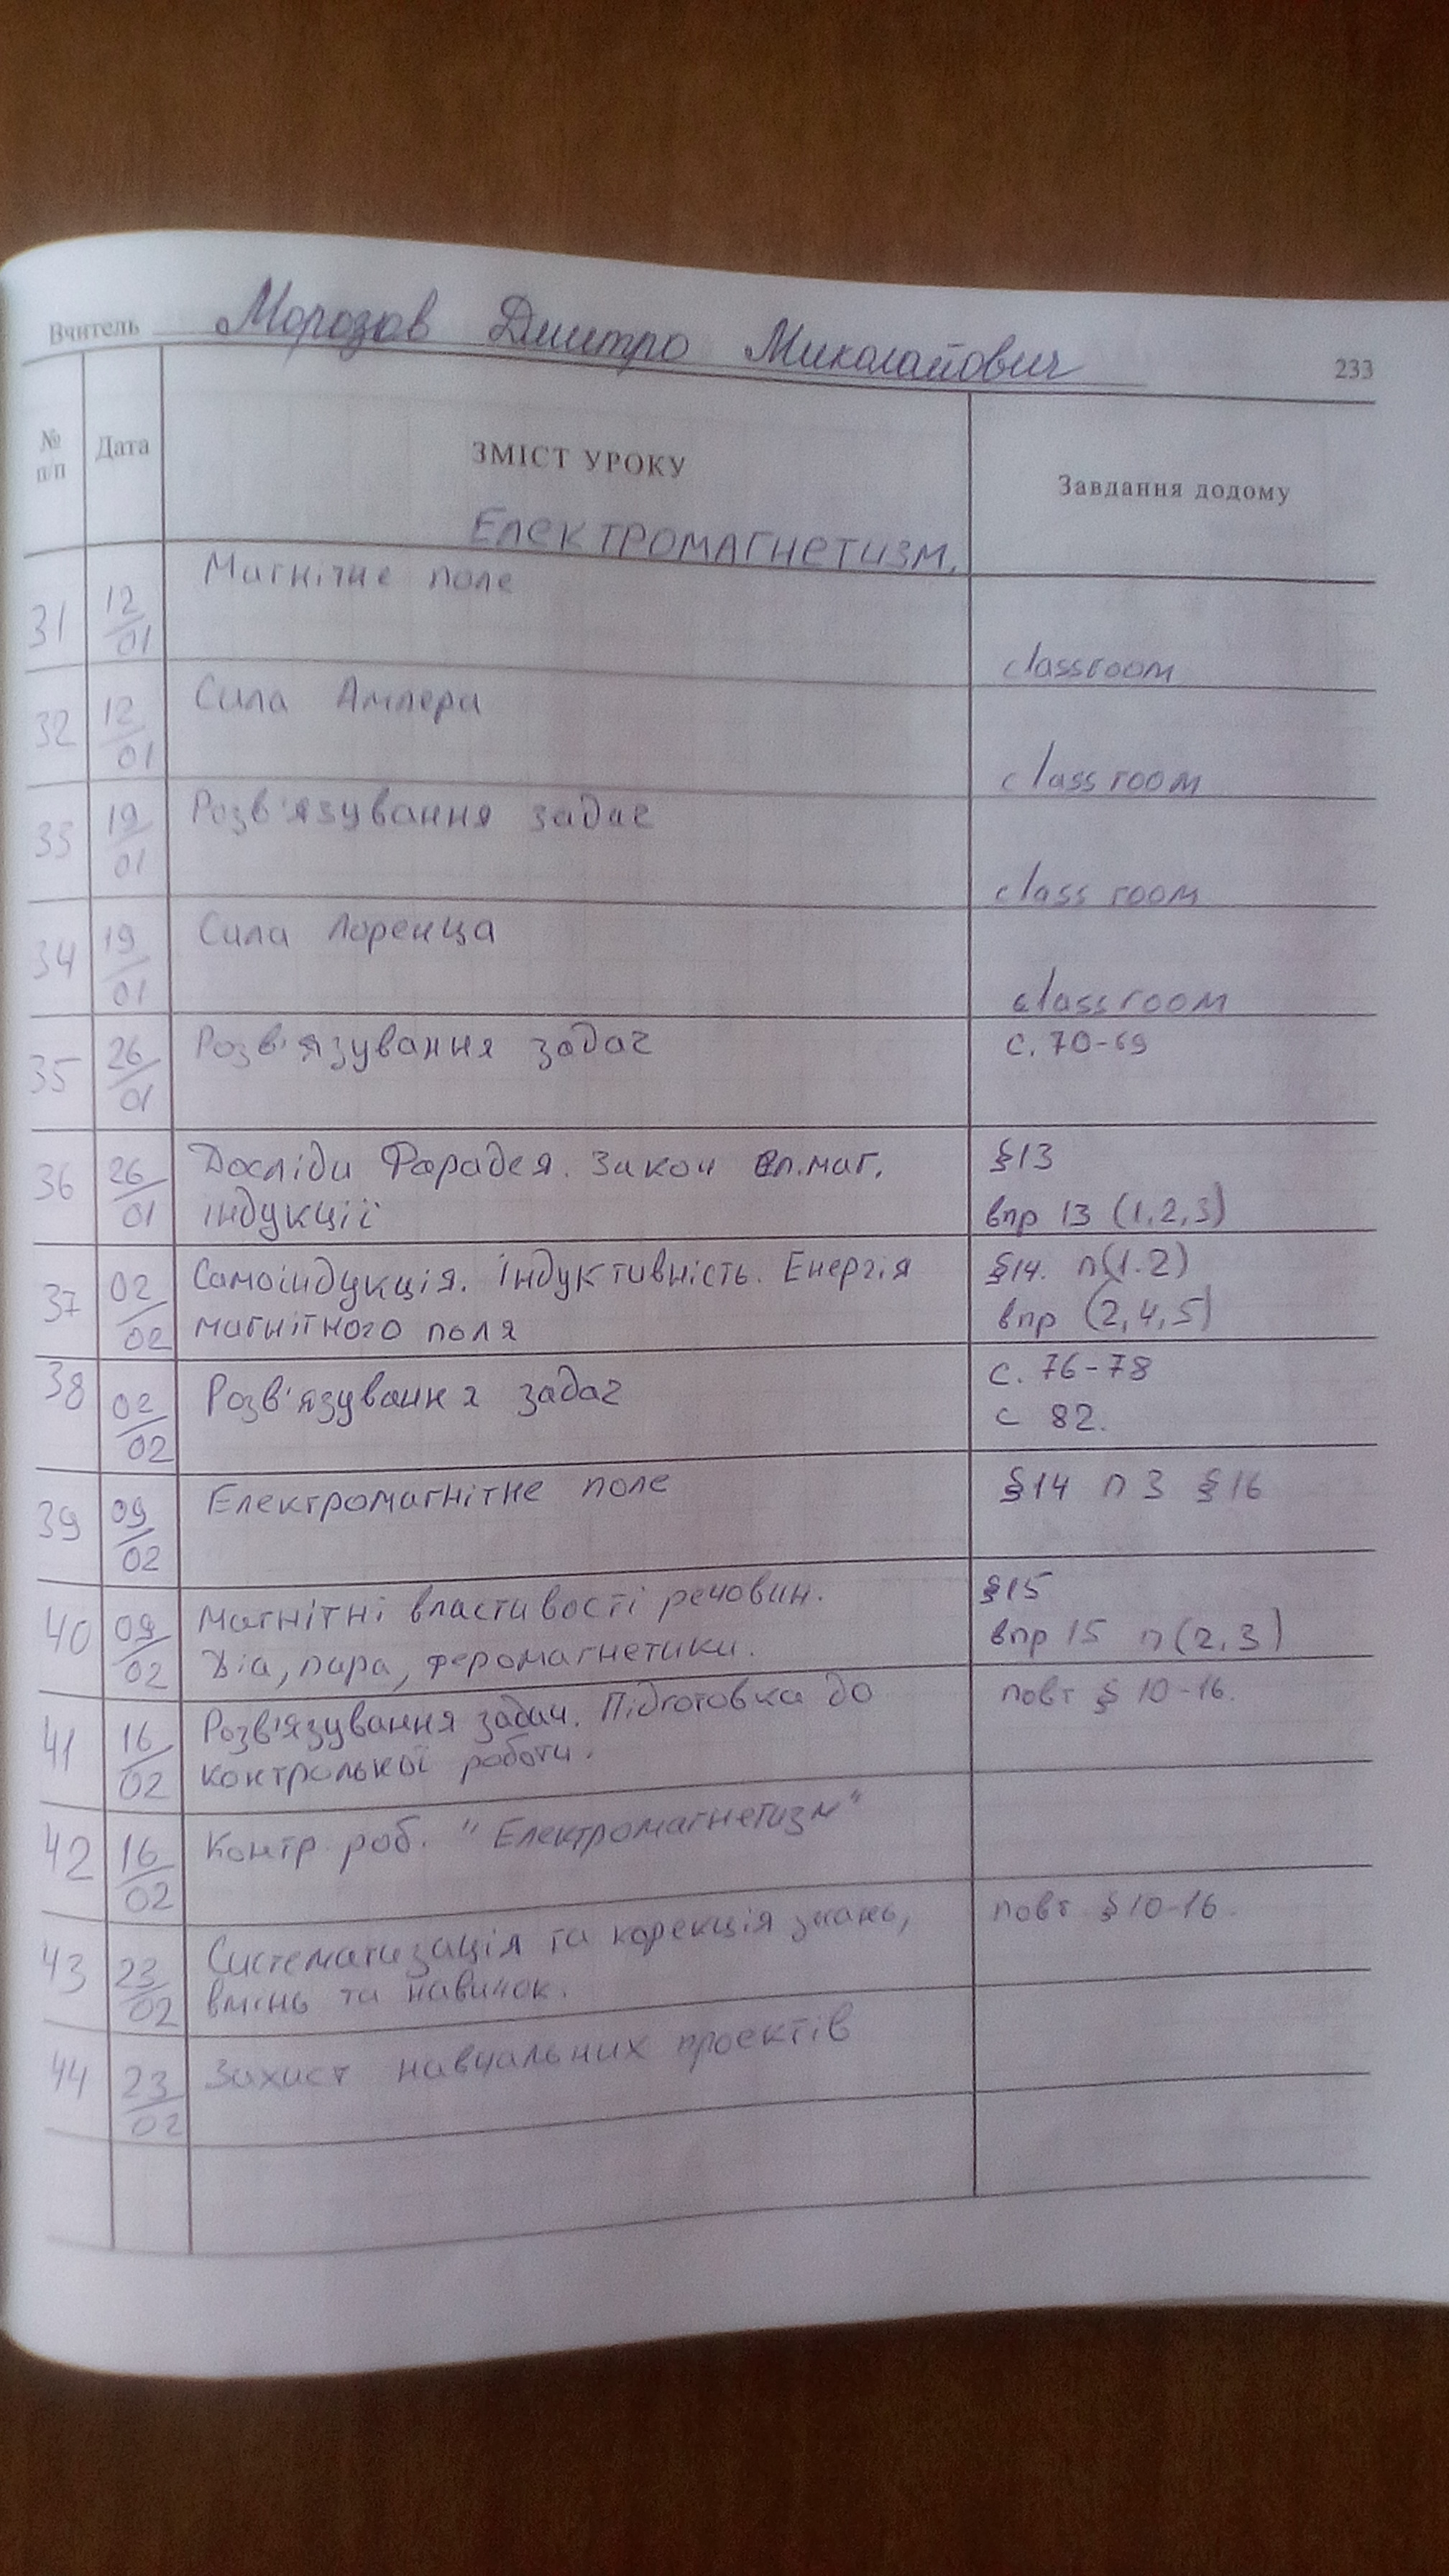 Вчитель Морозов Дмитро Миколайович
233
№ п/п Дата ЗМІСТ УРОКУ Завдання додому
Електромагнетизм.
31 12/01 Магнітне поле classroom
32 12/01 Сила Ампера classroom
33 19/01 Розв'язування задач class room
34 19/01 Сила Лоренца classroom
35 26/01 Розв'язування задач с. 70-69
36 26/01 Досліди Фарадея. Закон ел.маг. §13
індукції впр 13 (1,2,3)
37 02/02 Самоіндукція. Індуктивність. Енергія §14. п(1.2)
магнітного поля впр (2,4,5)
38 02/02 Розв'язування задач с. 76-78
с 82.
39 09/02 Електромагнітне поле §14 п 3 §16
40 09/02 Магнітні властивості речовин. §15
Діа, пара, феромагнетики. впр 15 п(2,3)
41 16/02 Розв'язування задач. Підготовка до повт § 10-16.
контрольної роботи.
42 16/02 Контр. роб. "Електромагнетизм"
43 23/02 Систематизація та корекція знань, повт § 10-16.
вмінь та навичок.
44 23/02 Захист навчальних проектів